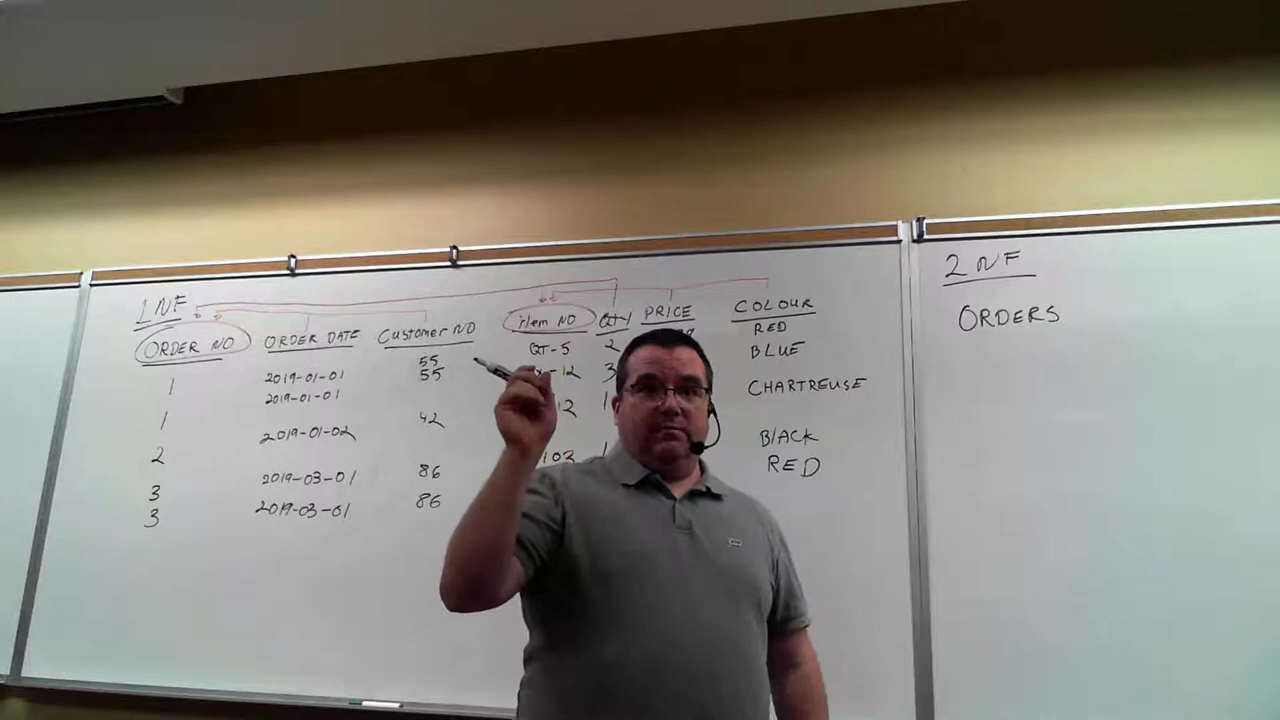 1 NF
ORDER NO ORDER DATE Customer NO item NO QTY PRICE COLOUR
1 2019-01-01 55 QT-5 2 RED
1 2019-01-01 55 -12 3 BLUE
2 2019-01-02 42 12 1 CHARTREUSE
3 2019-03-01 86 103 1 BLACK
3 2019-03-01 86 RED
2 NF
ORDERS